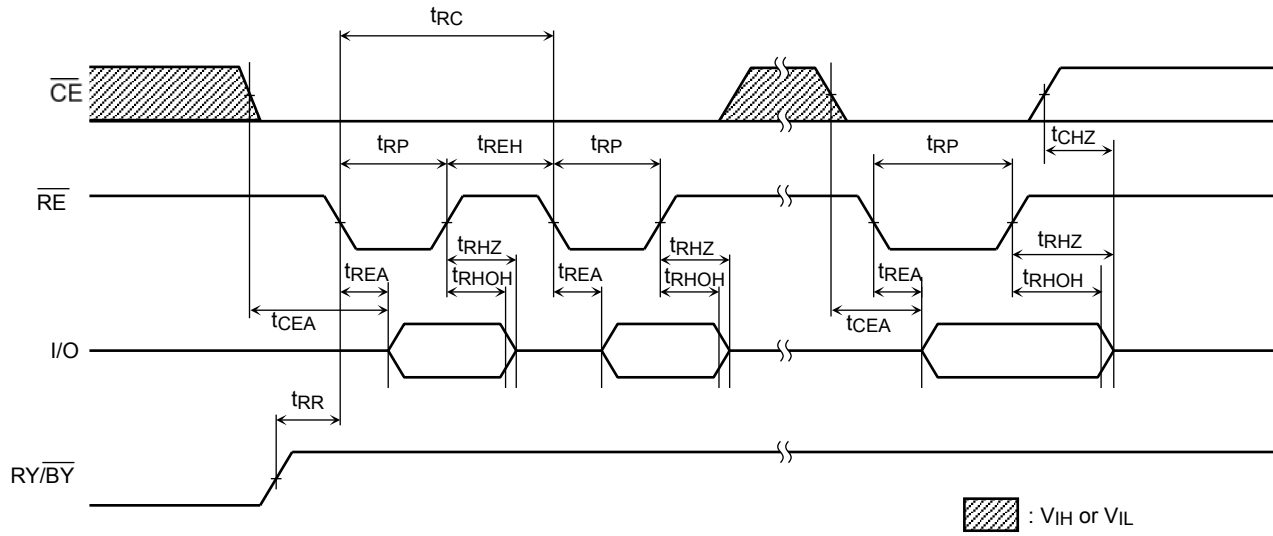 tRC
CE
tRP tREH tRP tRP tCHZ
RE
tRHZ tRHZ tRHZ
tREA tRHOH tREA tRHOH tREA tRHOH
tCEA tCEA
I/O
tRR
RY/BY
: VIH or VIL